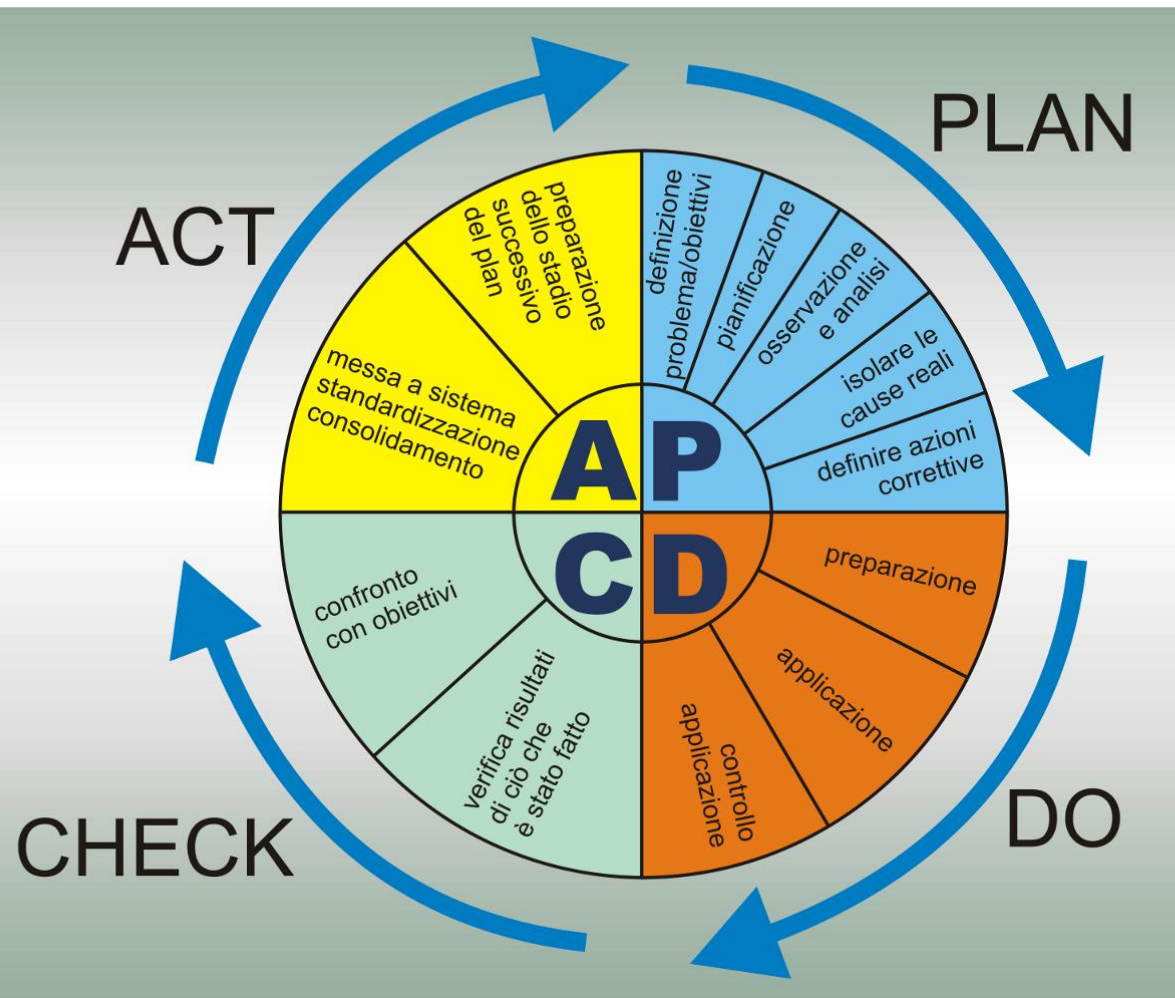 PLAN
definizione
problema/obiettivi
pianificazione
osservazione
e analisi
isolare le
cause reali
definire azioni
correttive
DO
preparazione
applicazione
controllo
applicazione
CHECK
verifica risultati
di ciò che
è stato fatto
confronto
con obiettivi
ACT
messa a sistema
standardizzazione
consolidamento
preparazione
dello stadio
successivo
del plan
A P
C D